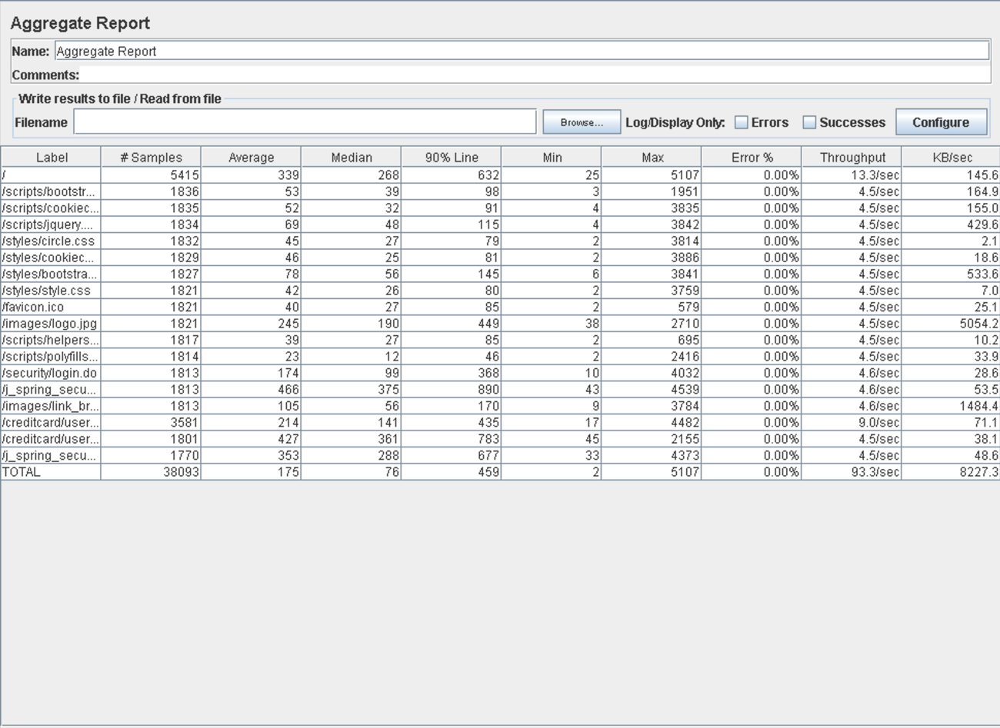 Aggregate Report
Name: Aggregate Report
Comments:
Write results to file / Read from file
Filename Browse... Log/Display Only: Errors Successes Configure
Label # Samples Average Median 90% Line Min Max Error % Throughput KB/sec
/ 5415 339 268 632 25 5107 0.00% 13.3/sec 145.6
/scripts/bootstr... 1836 53 39 98 3 1951 0.00% 4.5/sec 164.9
/scripts/cookiec... 1835 52 32 91 4 3835 0.00% 4.5/sec 155.0
/scripts/jquery.... 1834 69 48 115 4 3842 0.00% 4.5/sec 429.6
/styles/circle.css 1832 45 27 79 2 3814 0.00% 4.5/sec 2.1
/styles/cookiec... 1829 46 25 81 2 3886 0.00% 4.5/sec 18.6
/styles/bootstra... 1827 78 56 145 6 3841 0.00% 4.5/sec 533.6
/styles/style.css 1821 42 26 80 2 3759 0.00% 4.5/sec 7.0
/favicon.ico 1821 40 27 85 2 579 0.00% 4.5/sec 25.1
/images/logo.jpg 1821 245 190 449 38 2710 0.00% 4.5/sec 5054.2
/scripts/helpers... 1817 39 27 85 2 695 0.00% 4.5/sec 10.2
/scripts/polyfills... 1814 23 12 46 2 2416 0.00% 4.5/sec 33.9
/security/login.do 1813 174 99 368 10 4032 0.00% 4.6/sec 28.6
/j_spring_secu... 1813 466 375 890 43 4539 0.00% 4.6/sec 53.5
/images/link_br... 1813 105 56 170 9 3784 0.00% 4.6/sec 1484.4
/creditcard/user... 3581 214 141 435 17 4482 0.00% 9.0/sec 71.1
/creditcard/user... 1801 427 361 783 45 2155 0.00% 4.5/sec 38.1
/j_spring_secu... 1770 353 288 677 33 4373 0.00% 4.5/sec 48.6
TOTAL 38093 175 76 459 2 5107 0.00% 93.3/sec 8227.3